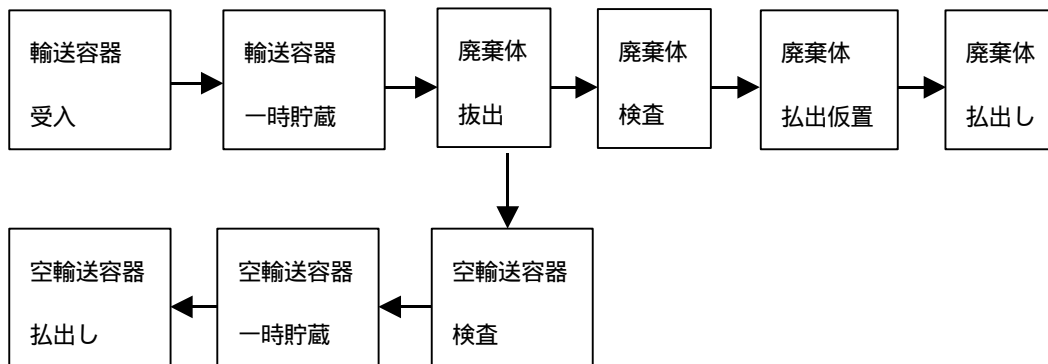 輸送容器
受入
輸送容器
一時貯蔵
廃棄体
抜出
廃棄体
検査
廃棄体
払出仮置
廃棄体
払出し
空輸送容器
払出し
空輸送容器
一時貯蔵
空輸送容器
検査